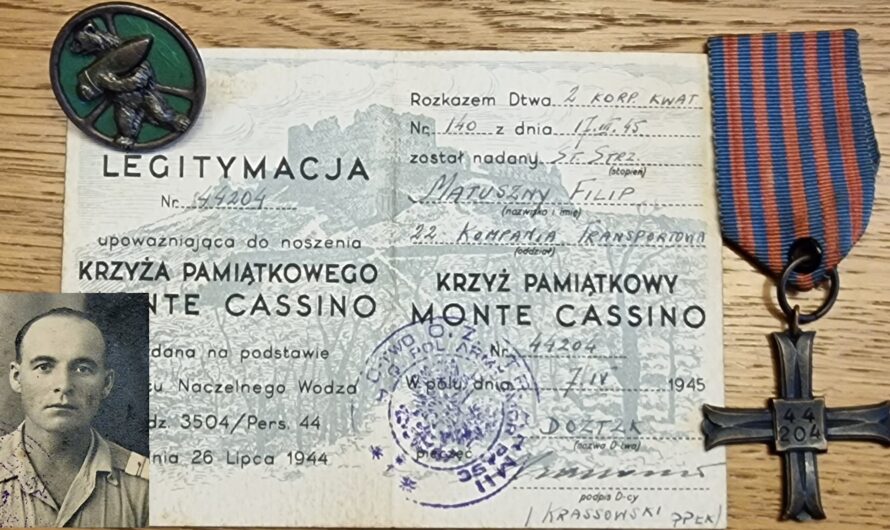 LEGITYMACJA
Nr. 44204
upoważniająca do noszenia
KRZYŻA PAMIĄTKOWEGO
MONTE CASSINO
dana na podstawie
Naczelnego Wodza
dz. 3504/Pers. 44
nia 26 Lipca 1944
Rozkazem Dtwa 2 KORP. KWAT.
Nr. 140 z dnia 17.III.45
został nadany ST. STRZ.
(stopień)
MATUSZNY FILIP
(nazwisko i imię)
22 KOMPANIA TRANSPORTOWA
(oddział)
KRZYŻ PAMIĄTKOWY
MONTE CASSINO
Nr. 44204
W polu dnia 7 IV 1945
DOZTZK
(nazwa D-twa)
pieczęć
podpis D-cy
/ KRASSOWSKI PPŁK /
44
204